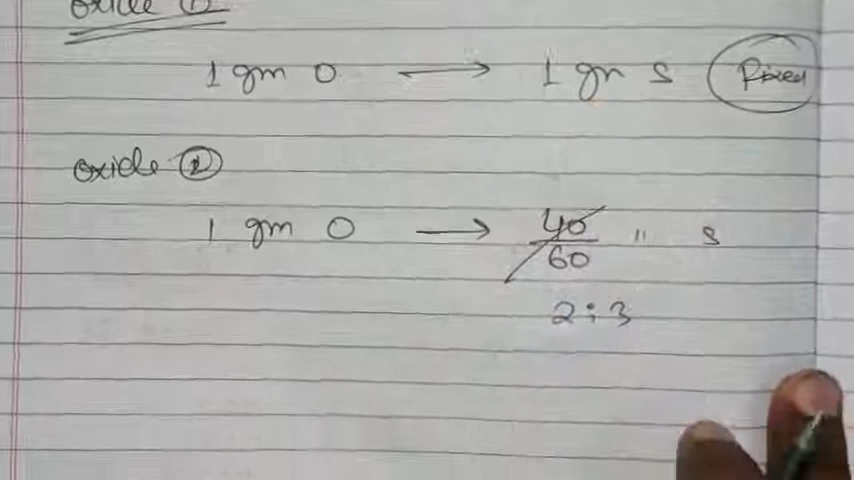 oxide ①
1 gm O ⟶ 1 gm S Fixed
oxide ②
1 gm O ⟶ 40/60 " S
2 : 3